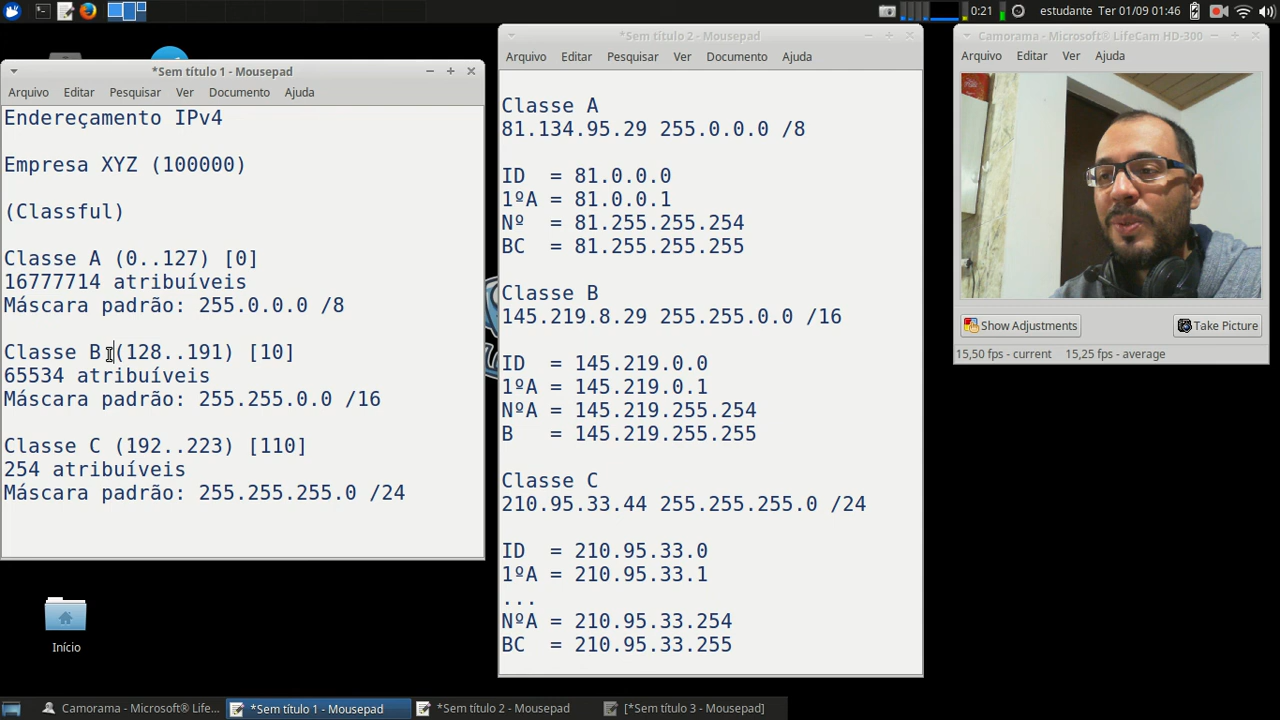 0:21 estudante Ter 01/09 01:46
*Sem título 1 - Mousepad
Arquivo Editar Pesquisar Ver Documento Ajuda
Endereçamento IPv4
Empresa XYZ (100000)
(Classful)
Classe A (0..127) [0]
16777714 atribuíveis
Máscara padrão: 255.0.0.0 /8
Classe B (128..191) [10]
65534 atribuíveis
Máscara padrão: 255.255.0.0 /16
Classe C (192..223) [110]
254 atribuíveis
Máscara padrão: 255.255.255.0 /24
Início
*Sem título 2 - Mousepad
Arquivo Editar Pesquisar Ver Documento Ajuda
Classe A
81.134.95.29 255.0.0.0 /8
ID = 81.0.0.0
1ºA = 81.0.0.1
Nº = 81.255.255.254
BC = 81.255.255.255
Classe B
145.219.8.29 255.255.0.0 /16
ID = 145.219.0.0
1ºA = 145.219.0.1
NºA = 145.219.255.254
B = 145.219.255.255
Classe C
210.95.33.44 255.255.255.0 /24
ID = 210.95.33.0
1ºA = 210.95.33.1
...
NºA = 210.95.33.254
BC = 210.95.33.255
Camorama - Microsoft® LifeCam HD-300
Arquivo Editar Ver Ajuda
Show Adjustments
Take Picture
15,50 fps - current 15,25 fps - average
Camorama - Microsoft® Life...
*Sem título 1 - Mousepad
*Sem título 2 - Mousepad
[*Sem título 3 - Mousepad]